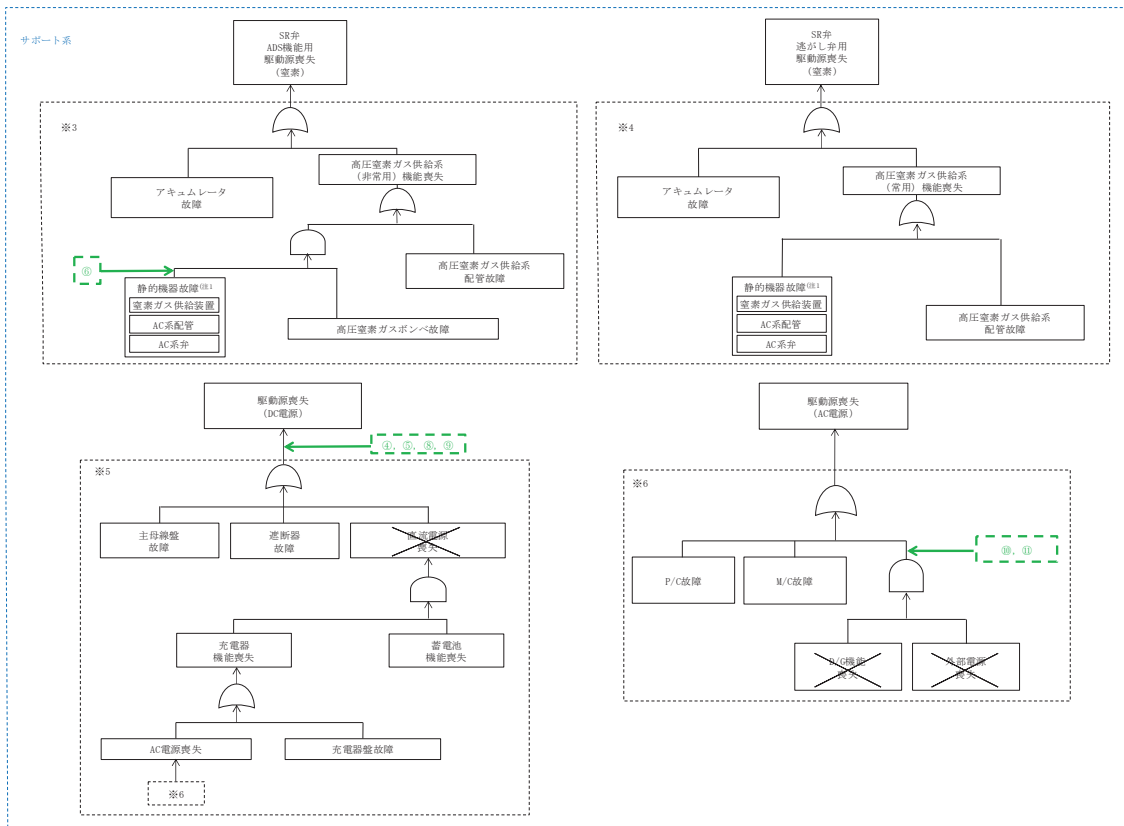 サポート系
SR弁
ADS機能用
駆動源喪失
(窒素)
※3
アキュムレータ
故障
高圧窒素ガス供給系
(非常用)機能喪失
高圧窒素ガス供給系
配管故障
⑥
静的機器故障(注1
窒素ガス供給装置
AC系配管
AC系弁
高圧窒素ガスボンベ故障
SR弁
逃がし弁用
駆動源喪失
(窒素)
※4
アキュムレータ
故障
高圧窒素ガス供給系
(常用)機能喪失
静的機器故障(注1
窒素ガス供給装置
AC系配管
AC系弁
高圧窒素ガス供給系
配管故障
駆動源喪失
(DC電源)
④, ⑤, ⑧, ⑨
※5
主母線盤
故障
遮断器
故障
直流電源
喪失
充電器
機能喪失
蓄電池
機能喪失
AC電源喪失
充電器盤故障
※6
駆動源喪失
(AC電源)
※6
⑩, ⑪
P/C故障
M/C故障
D/G機能
喪失
外部電源
喪失